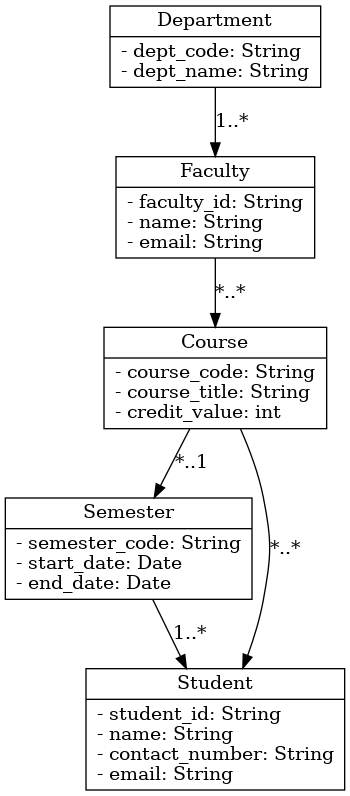 Department
- dept_code: String
- dept_name: String
1..*
Faculty
- faculty_id: String
- name: String
- email: String
*..*
Course
- course_code: String
- course_title: String
- credit_value: int
*..1
Semester
- semester_code: String
- start_date: Date
- end_date: Date
*..*
1..*
Student
- student_id: String
- name: String
- contact_number: String
- email: String